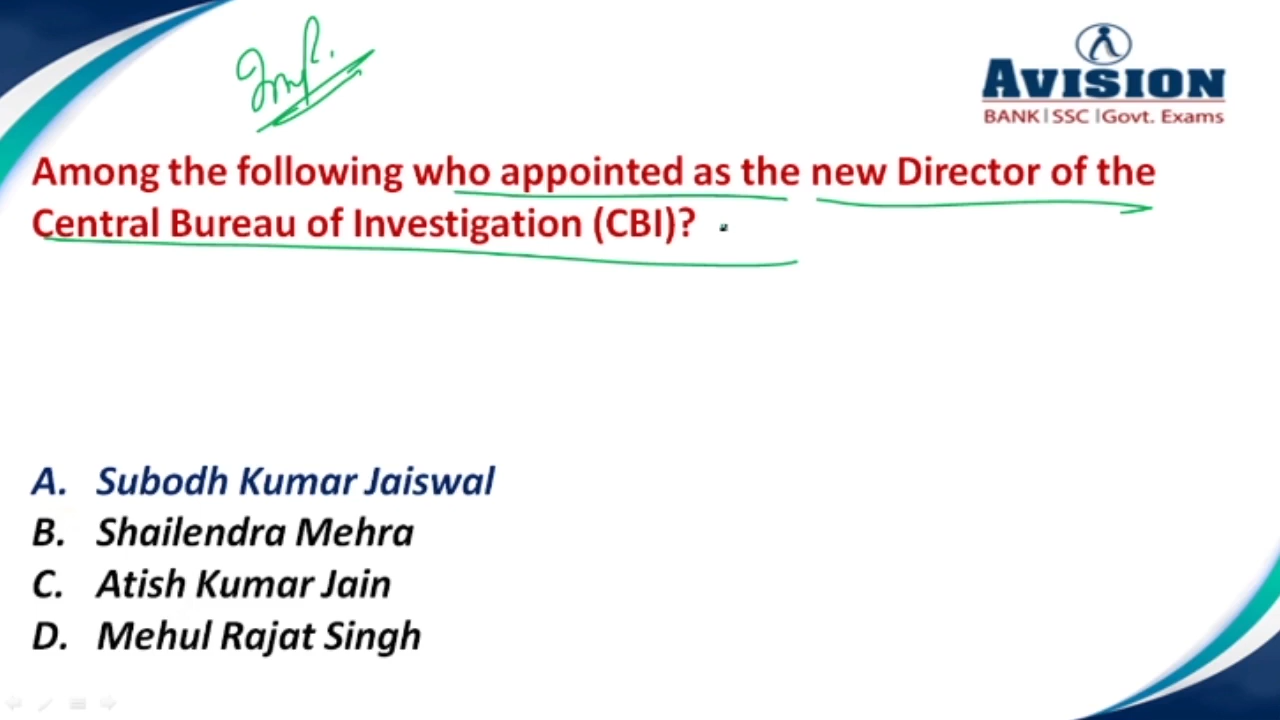 Imp.
AVISION
BANK | SSC | Govt. Exams
Among the following who appointed as the new Director of the
Central Bureau of Investigation (CBI)?
A. Subodh Kumar Jaiswal
B. Shailendra Mehra
C. Atish Kumar Jain
D. Mehul Rajat Singh